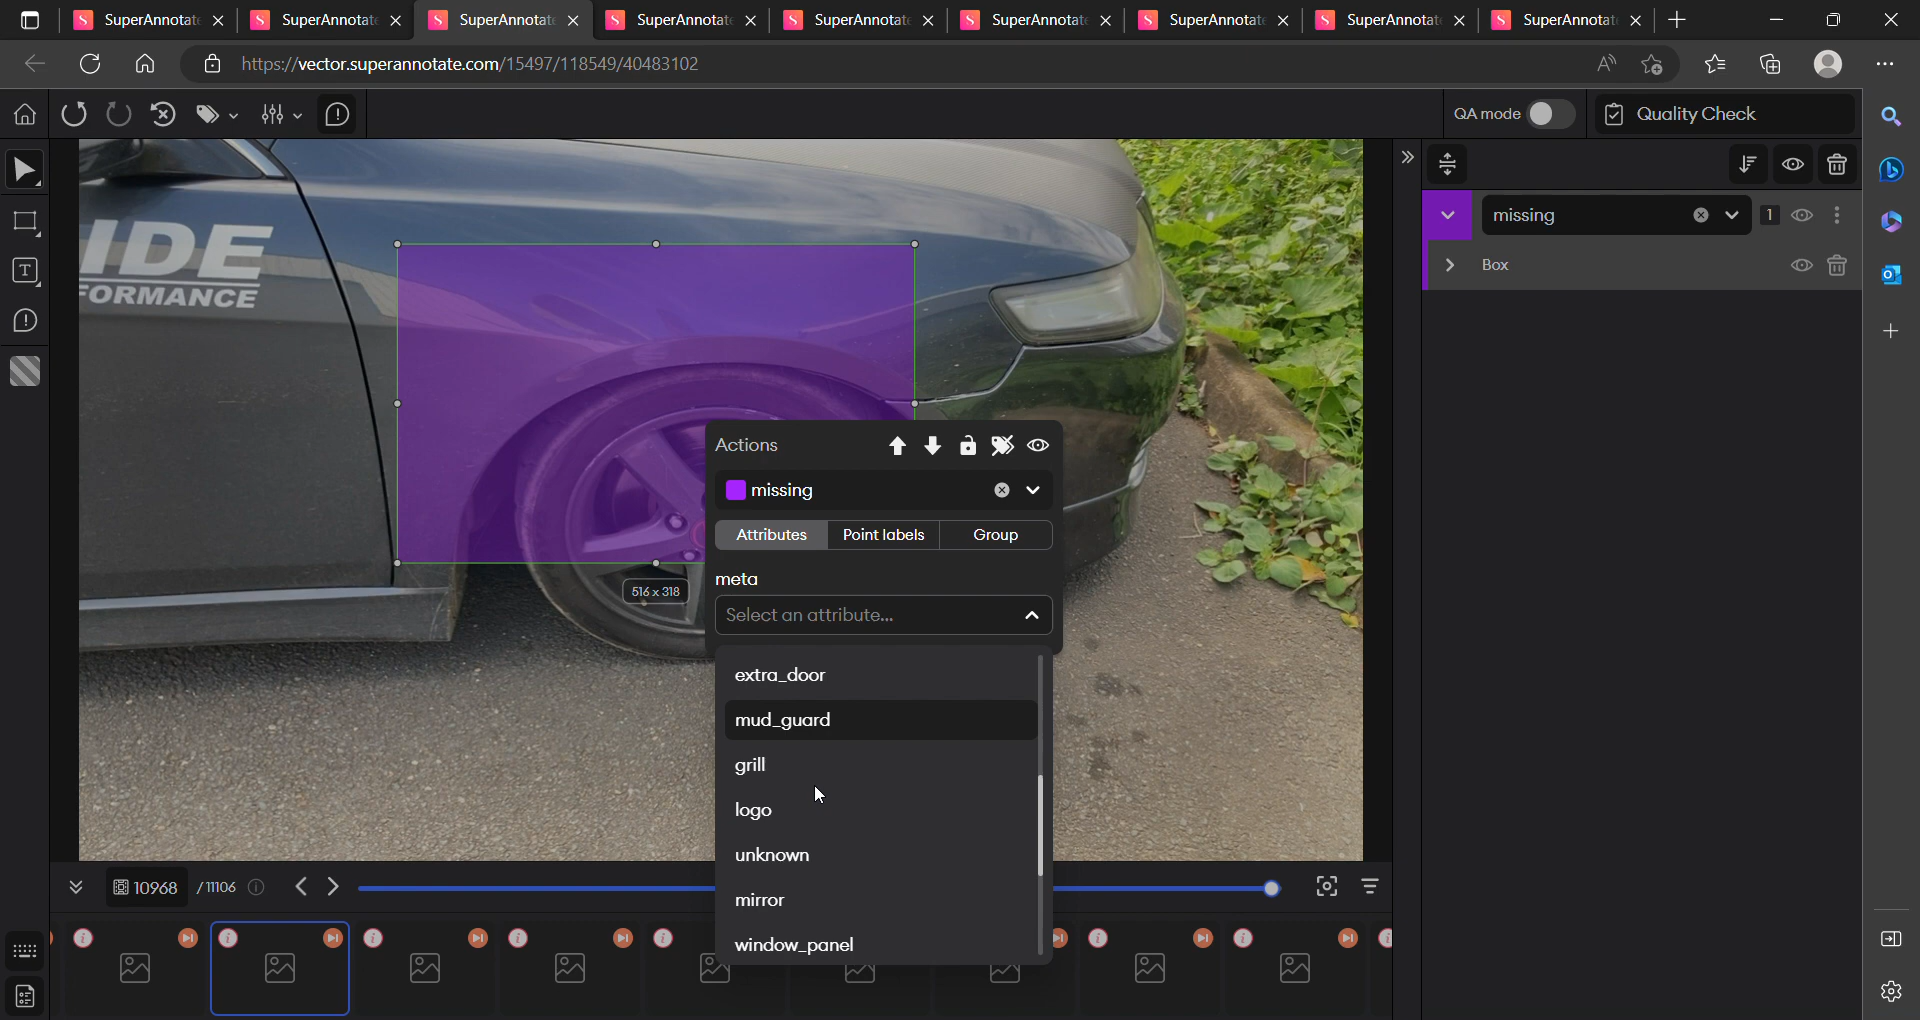 SuperAnnotat
SuperAnnotat
SuperAnnotat
SuperAnnotat
SuperAnnotat
SuperAnnotat
SuperAnnotat
SuperAnnotat
SuperAnnotat
https://vector.superannotate.com/15497/118549/40483102
QA mode
Quality Check
missing
1
Box
IDE
FORMANCE
Actions
missing
Attributes
Point labels
Group
meta
516 x 318
Select an attribute...
extra_door
mud_guard
grill
logo
unknown
mirror
window_panel
10968 /11106